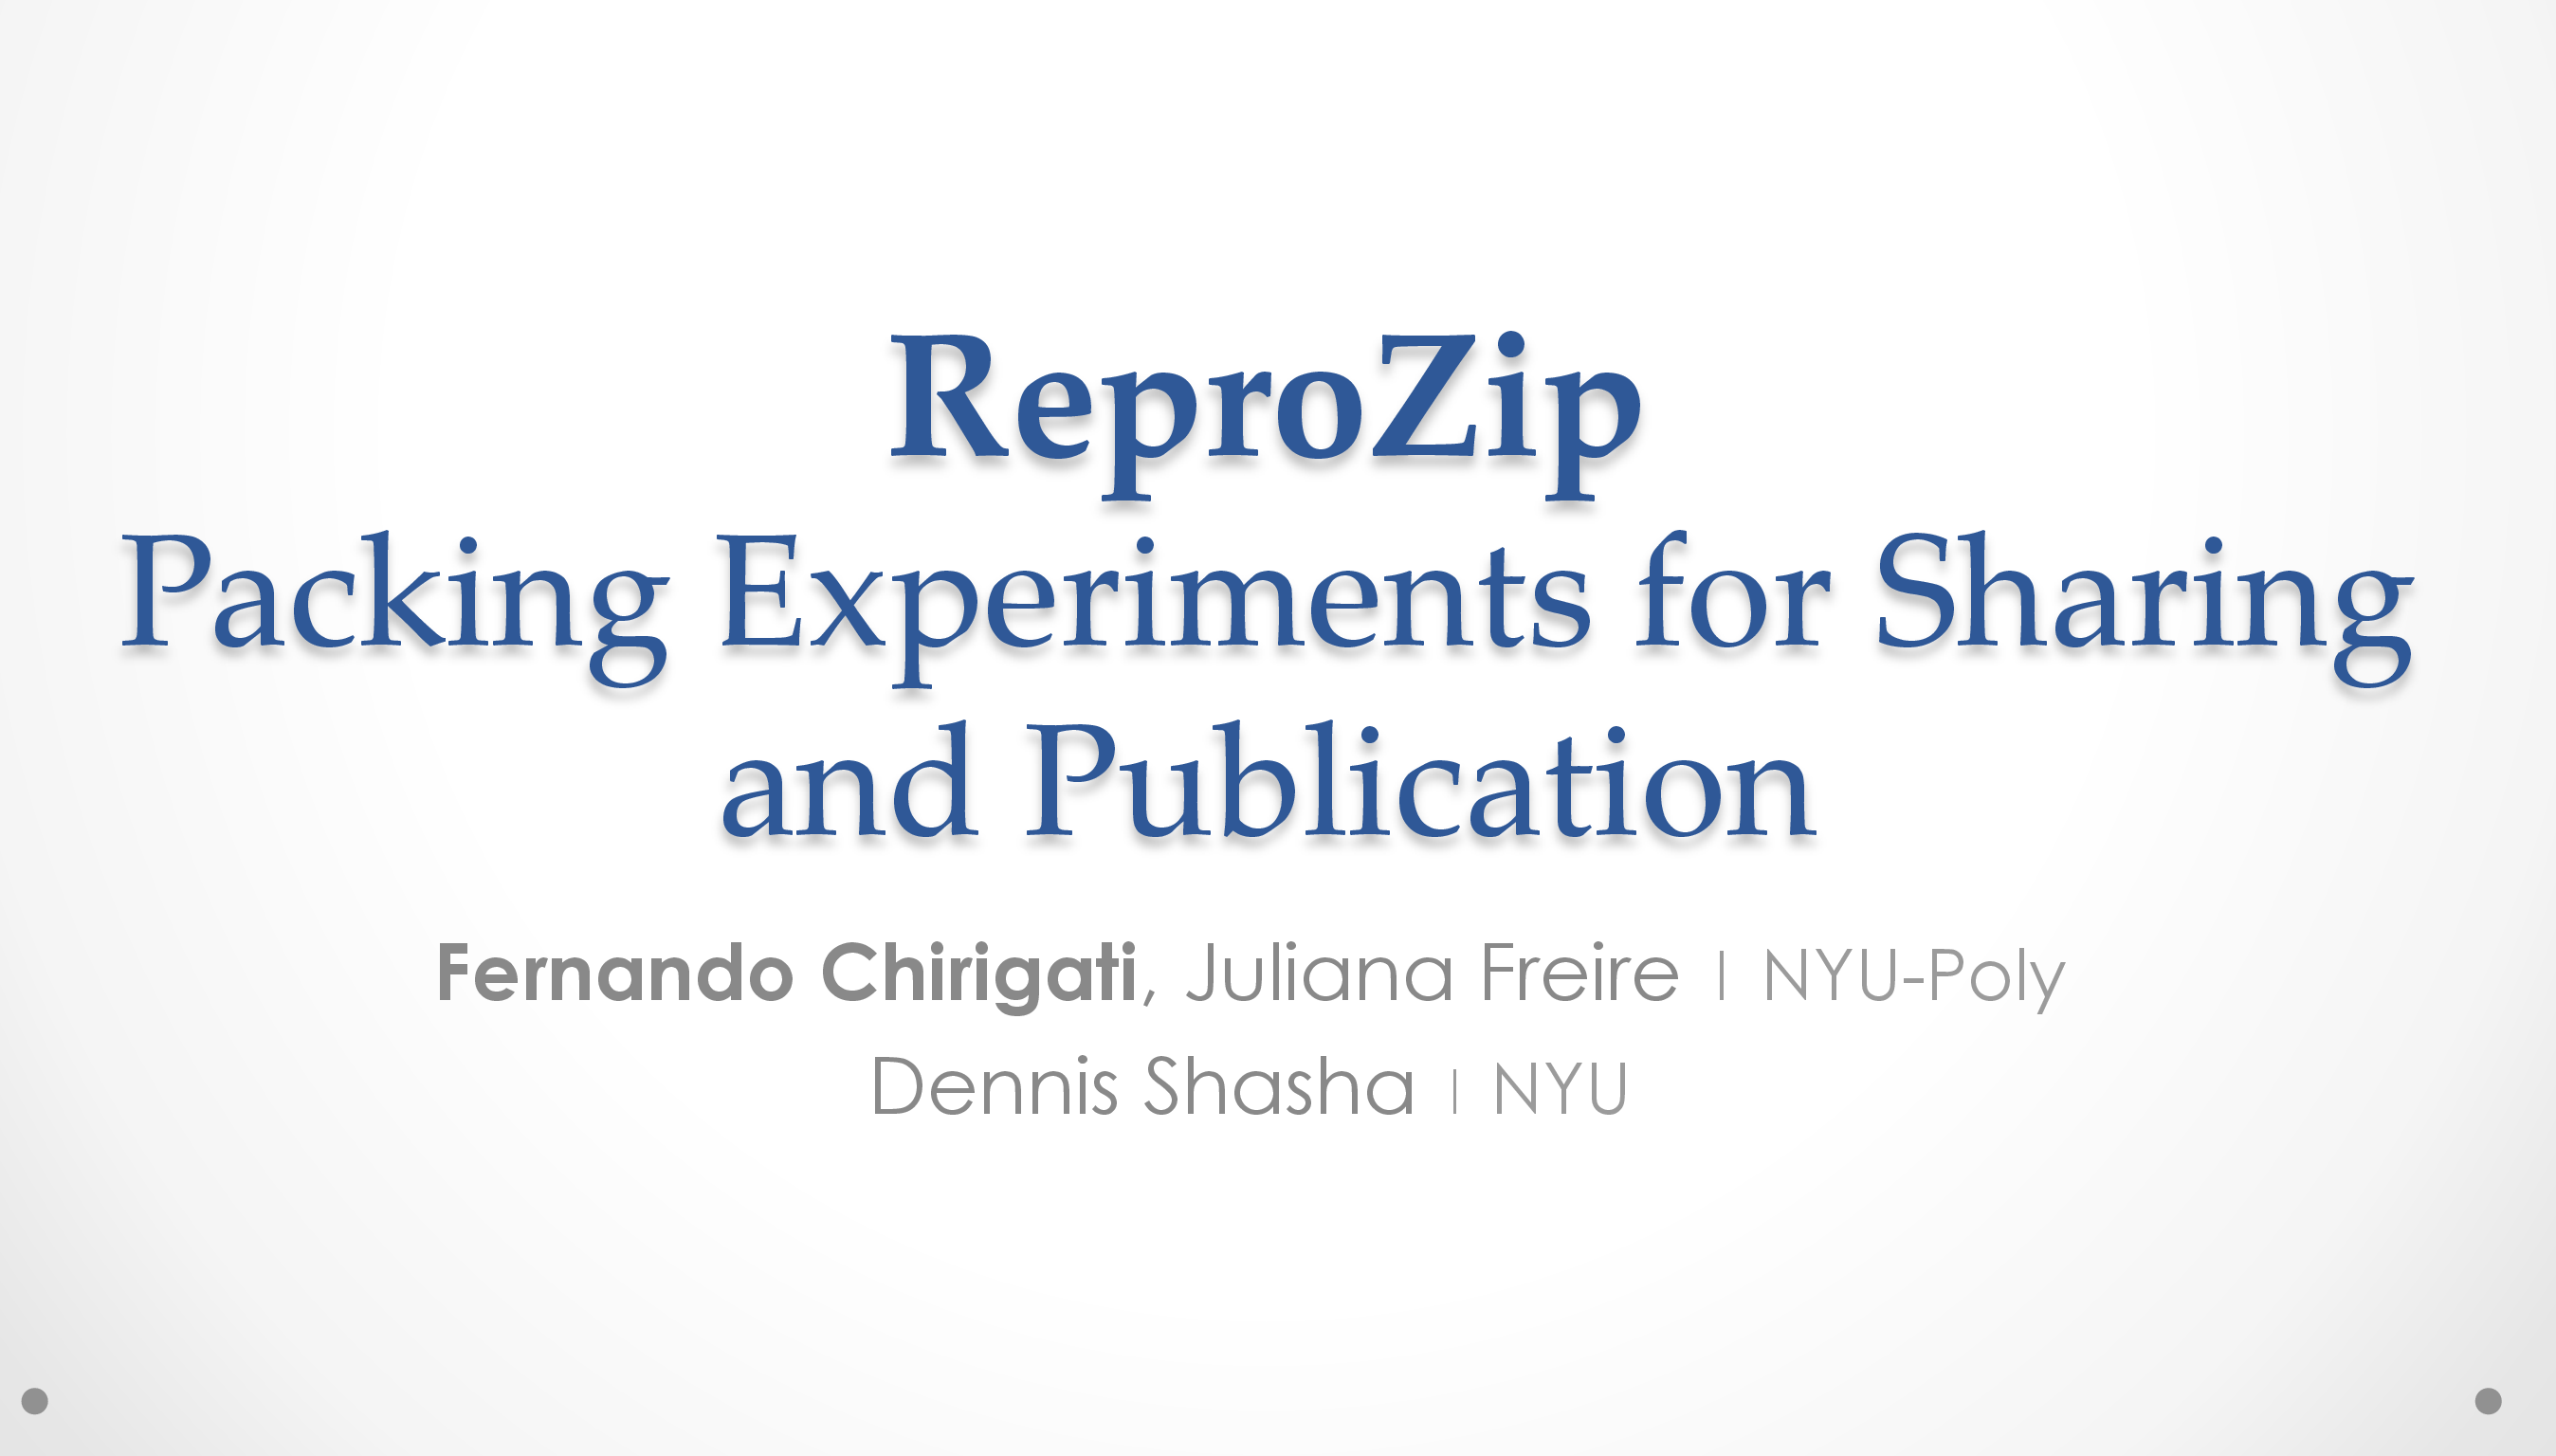 ReproZip
Packing Experiments for Sharing
and Publication
Fernando Chirigati, Juliana Freire | NYU-Poly
Dennis Shasha | NYU